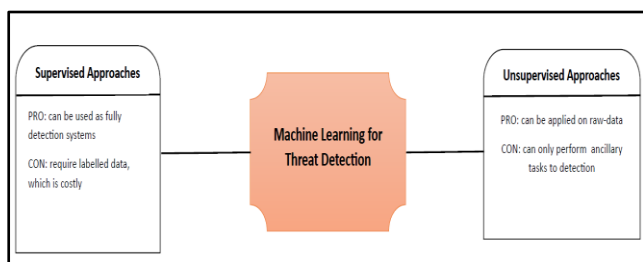 Supervised Approaches
PRO: can be used as fully
detection systems
CON: require labelled data,
which is costly
Machine Learning for
Threat Detection
Unsupervised Approaches
PRO: can be applied on raw-data
CON: can only perform ancillary
tasks to detection